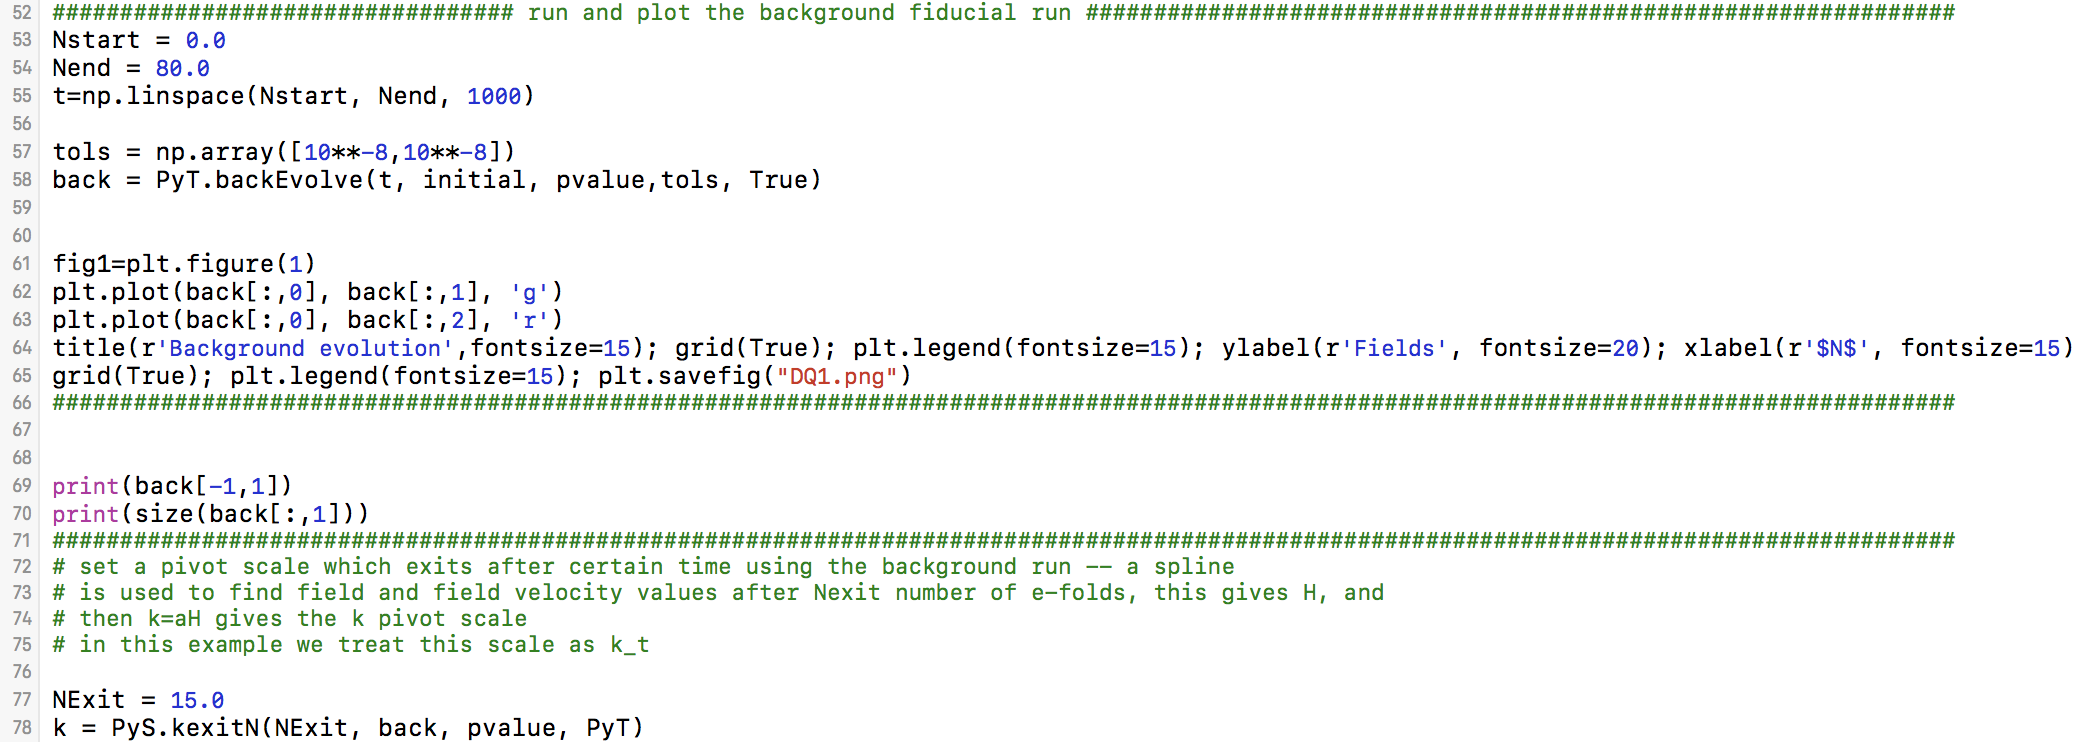 52 ################################## run and plot the background fiducial run ################################################################
53 Nstart = 0.0
54 Nend = 80.0
55 t=np.linspace(Nstart, Nend, 1000)
56
57 tols = np.array([10**-8,10**-8])
58 back = PyT.backEvolve(t, initial, pvalue,tols, True)
59
60
61 fig1=plt.figure(1)
62 plt.plot(back[:,0], back[:,1], 'g')
63 plt.plot(back[:,0], back[:,2], 'r')
64 title(r'Background evolution',fontsize=15); grid(True); plt.legend(fontsize=15); ylabel(r'Fields', fontsize=20); xlabel(r'$N$', fontsize=15)
65 grid(True); plt.legend(fontsize=15); plt.savefig("DQ1.png")
66 ############################################################################################################################################
67
68
69 print(back[-1,1])
70 print(size(back[:,1]))
71 ############################################################################################################################################
72 # set a pivot scale which exits after certain time using the background run -- a spline
73 # is used to find field and field velocity values after Nexit number of e-folds, this gives H, and
74 # then k=aH gives the k pivot scale
75 # in this example we treat this scale as k_t
76
77 NExit = 15.0
78 k = PyS.kexitN(NExit, back, pvalue, PyT)